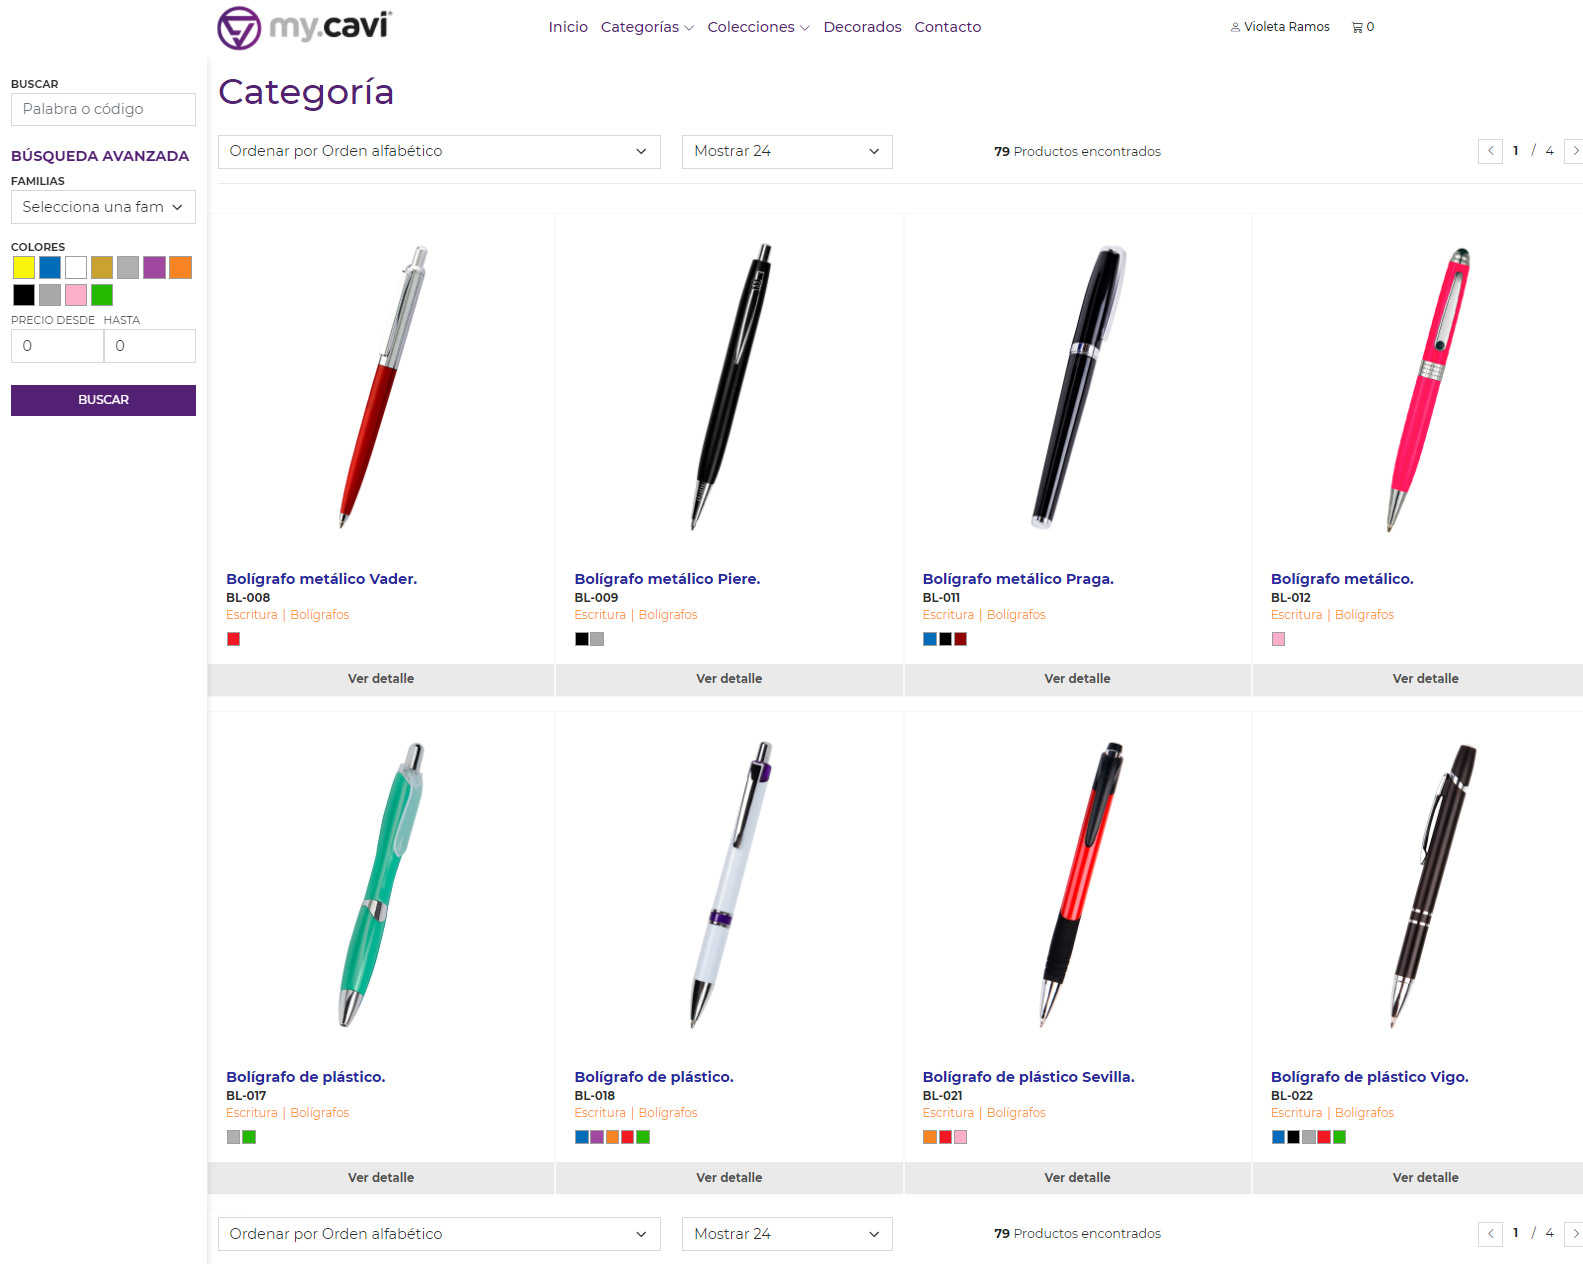 my.cavi
Inicio Categorías Colecciones Decorados Contacto
Violeta Ramos 0
BUSCAR
Palabra o código
BÚSQUEDA AVANZADA
FAMILIAS
Selecciona una fam
COLORES
PRECIO DESDE HASTA
0 0
BUSCAR
Categoría
Ordenar por Orden alfabético Mostrar 24 79 Productos encontrados 1 / 4
Bolígrafo metálico Vader.
BL-008
Escritura | Bolígrafos
Ver detalle
Bolígrafo metálico Piere.
BL-009
Escritura | Bolígrafos
Ver detalle
Bolígrafo metálico Praga.
BL-011
Escritura | Bolígrafos
Ver detalle
Bolígrafo metálico.
BL-012
Escritura | Bolígrafos
Ver detalle
Bolígrafo de plástico.
BL-017
Escritura | Bolígrafos
Ver detalle
Bolígrafo de plástico.
BL-018
Escritura | Bolígrafos
Ver detalle
Bolígrafo de plástico Sevilla.
BL-021
Escritura | Bolígrafos
Ver detalle
Bolígrafo de plástico Vigo.
BL-022
Escritura | Bolígrafos
Ver detalle
Ordenar por Orden alfabético Mostrar 24 79 Productos encontrados 1 / 4